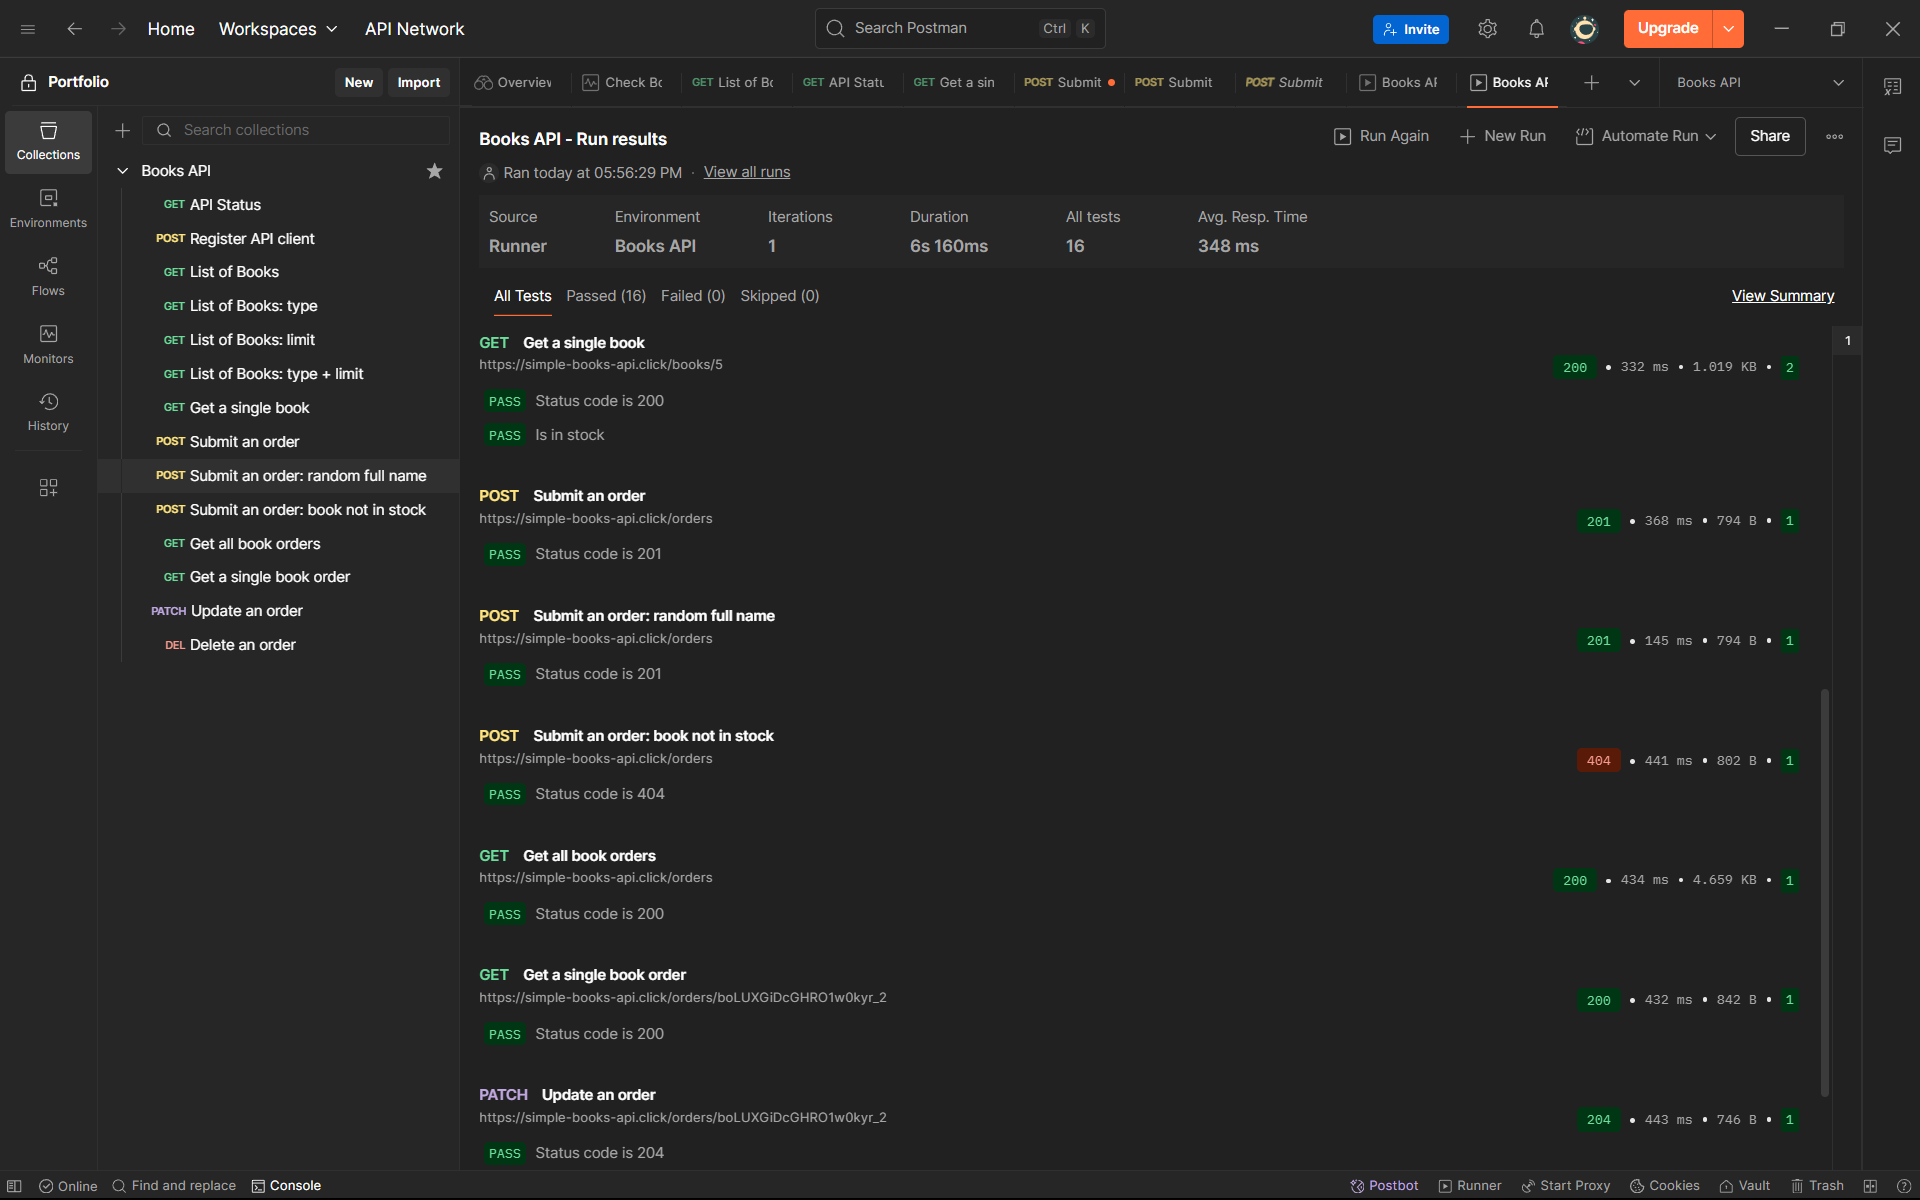 Home Workspaces API Network Search Postman Ctrl K Invite Upgrade
Portfolio New Import
Overview Check Bo GET List of Bo GET API Statu GET Get a sin POST Submit POST Submit POST Submit Books AP Books AP Books API
Collections
Environments
Flows
Monitors
History
Search collections
Books API
GET API Status
POST Register API client
GET List of Books
GET List of Books: type
GET List of Books: limit
GET List of Books: type + limit
GET Get a single book
POST Submit an order
POST Submit an order: random full name
POST Submit an order: book not in stock
GET Get all book orders
GET Get a single book order
PATCH Update an order
DEL Delete an order
Books API - Run results
Run Again New Run Automate Run Share
Ran today at 05:56:29 PM · View all runs
Source Environment Iterations Duration All tests Avg. Resp. Time
Runner Books API 1 6s 160ms 16 348 ms
All Tests Passed (16) Failed (0) Skipped (0) View Summary
1
GET Get a single book
https://simple-books-api.click/books/5
200 • 332 ms • 1.019 KB • 2
PASS Status code is 200
PASS Is in stock
POST Submit an order
https://simple-books-api.click/orders
201 • 368 ms • 794 B • 1
PASS Status code is 201
POST Submit an order: random full name
https://simple-books-api.click/orders
201 • 145 ms • 794 B • 1
PASS Status code is 201
POST Submit an order: book not in stock
https://simple-books-api.click/orders
404 • 441 ms • 802 B • 1
PASS Status code is 404
GET Get all book orders
https://simple-books-api.click/orders
200 • 434 ms • 4.659 KB • 1
PASS Status code is 200
GET Get a single book order
https://simple-books-api.click/orders/boLUXGiDcGHRO1w0kyr_2
200 • 432 ms • 842 B • 1
PASS Status code is 200
PATCH Update an order
https://simple-books-api.click/orders/boLUXGiDcGHRO1w0kyr_2
204 • 443 ms • 746 B • 1
PASS Status code is 204
Online Find and replace Console Postbot Runner Start Proxy Cookies Vault Trash